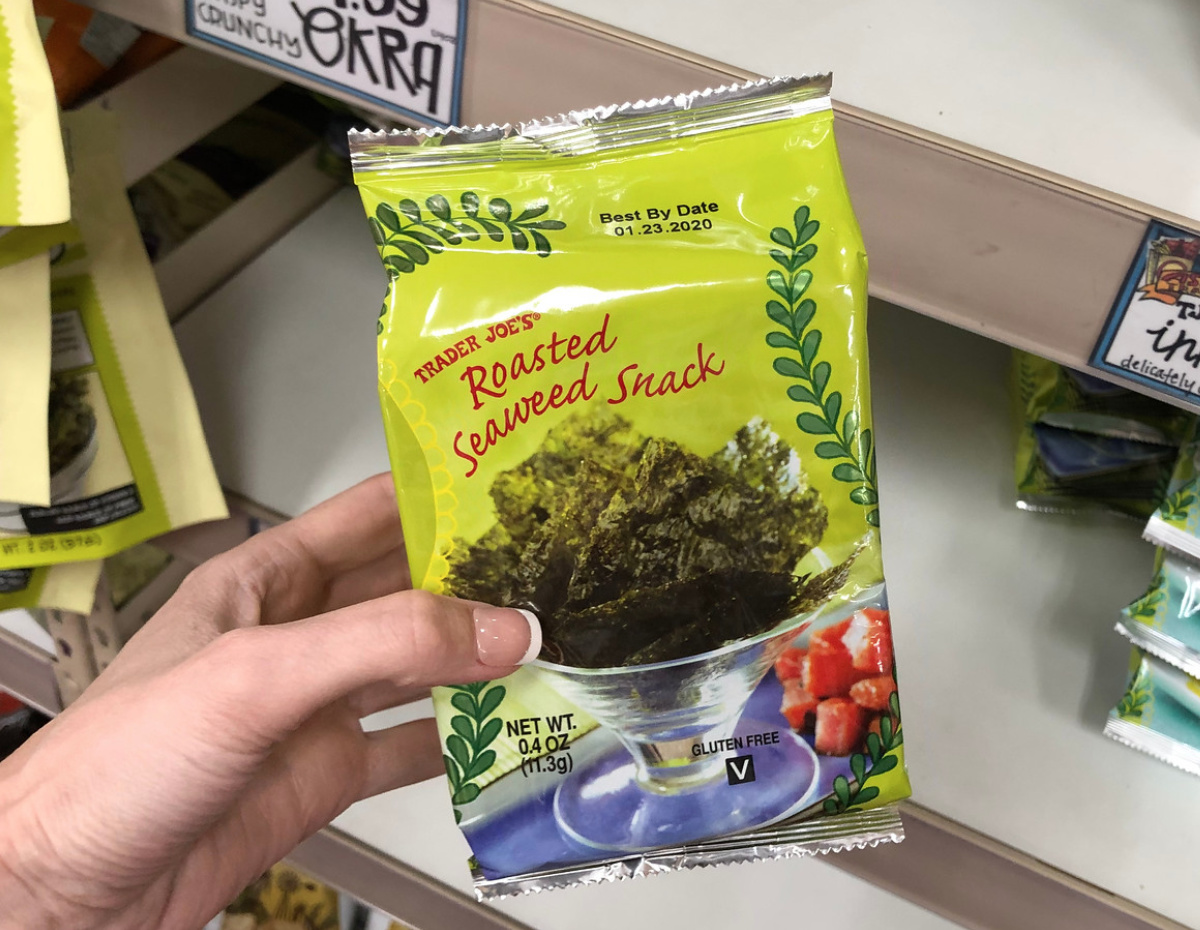 CRUNCHY
OKRA
Best By Date
01.23.2020
TRADER JOE'S®
Roasted
Seaweed Snack
NET WT.
0.4 OZ
(11.3g)
GLUTEN FREE
V
delicately